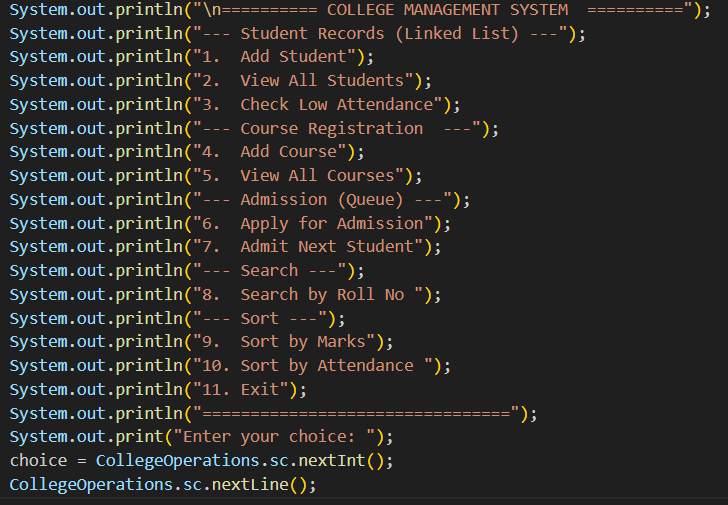 System.out.println("\n========== COLLEGE MANAGEMENT SYSTEM  ==========");
System.out.println("--- Student Records (Linked List) ---");
System.out.println("1.  Add Student");
System.out.println("2.  View All Students");
System.out.println("3.  Check Low Attendance");
System.out.println("--- Course Registration  ---");
System.out.println("4.  Add Course");
System.out.println("5.  View All Courses");
System.out.println("--- Admission (Queue) ---");
System.out.println("6.  Apply for Admission");
System.out.println("7.  Admit Next Student");
System.out.println("--- Search ---");
System.out.println("8.  Search by Roll No ");
System.out.println("--- Sort ---");
System.out.println("9.  Sort by Marks");
System.out.println("10. Sort by Attendance ");
System.out.println("11. Exit");
System.out.println("================================");
System.out.print("Enter your choice: ");
choice = CollegeOperations.sc.nextInt();
CollegeOperations.sc.nextLine();